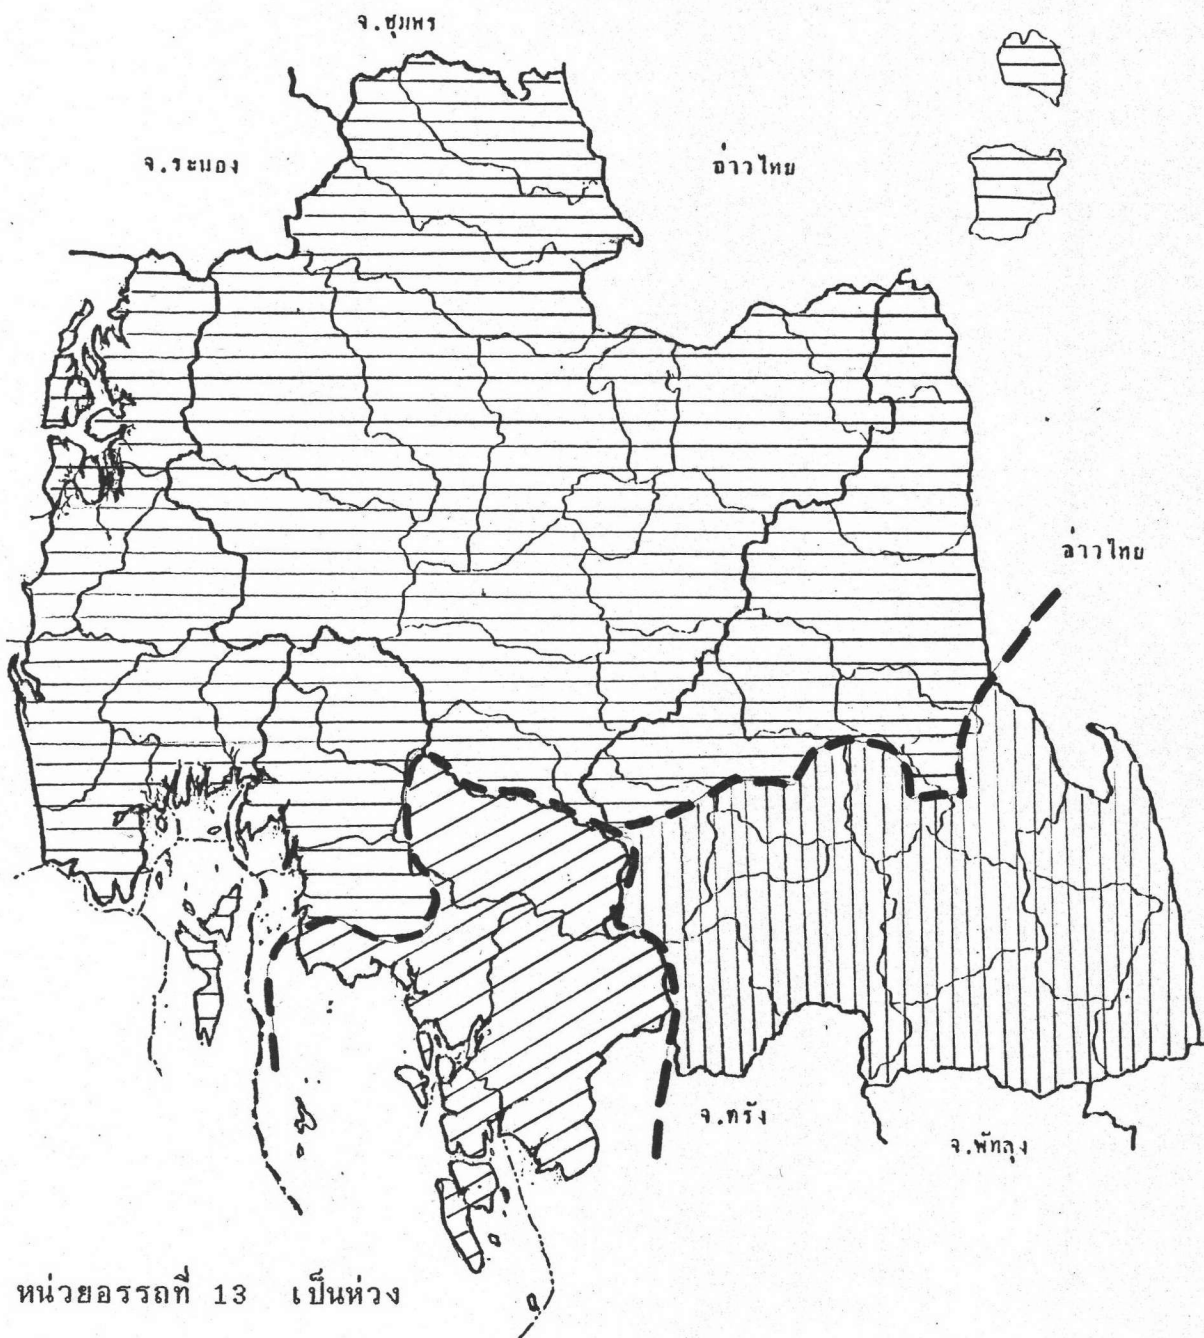 จ.ชุมพร
จ.ระนอง
อ่าวไทย
อ่าวไทย
จ.ตรัง
จ.พัทลุง
หน่วยอรรถที่ 13 เป็นห่วง